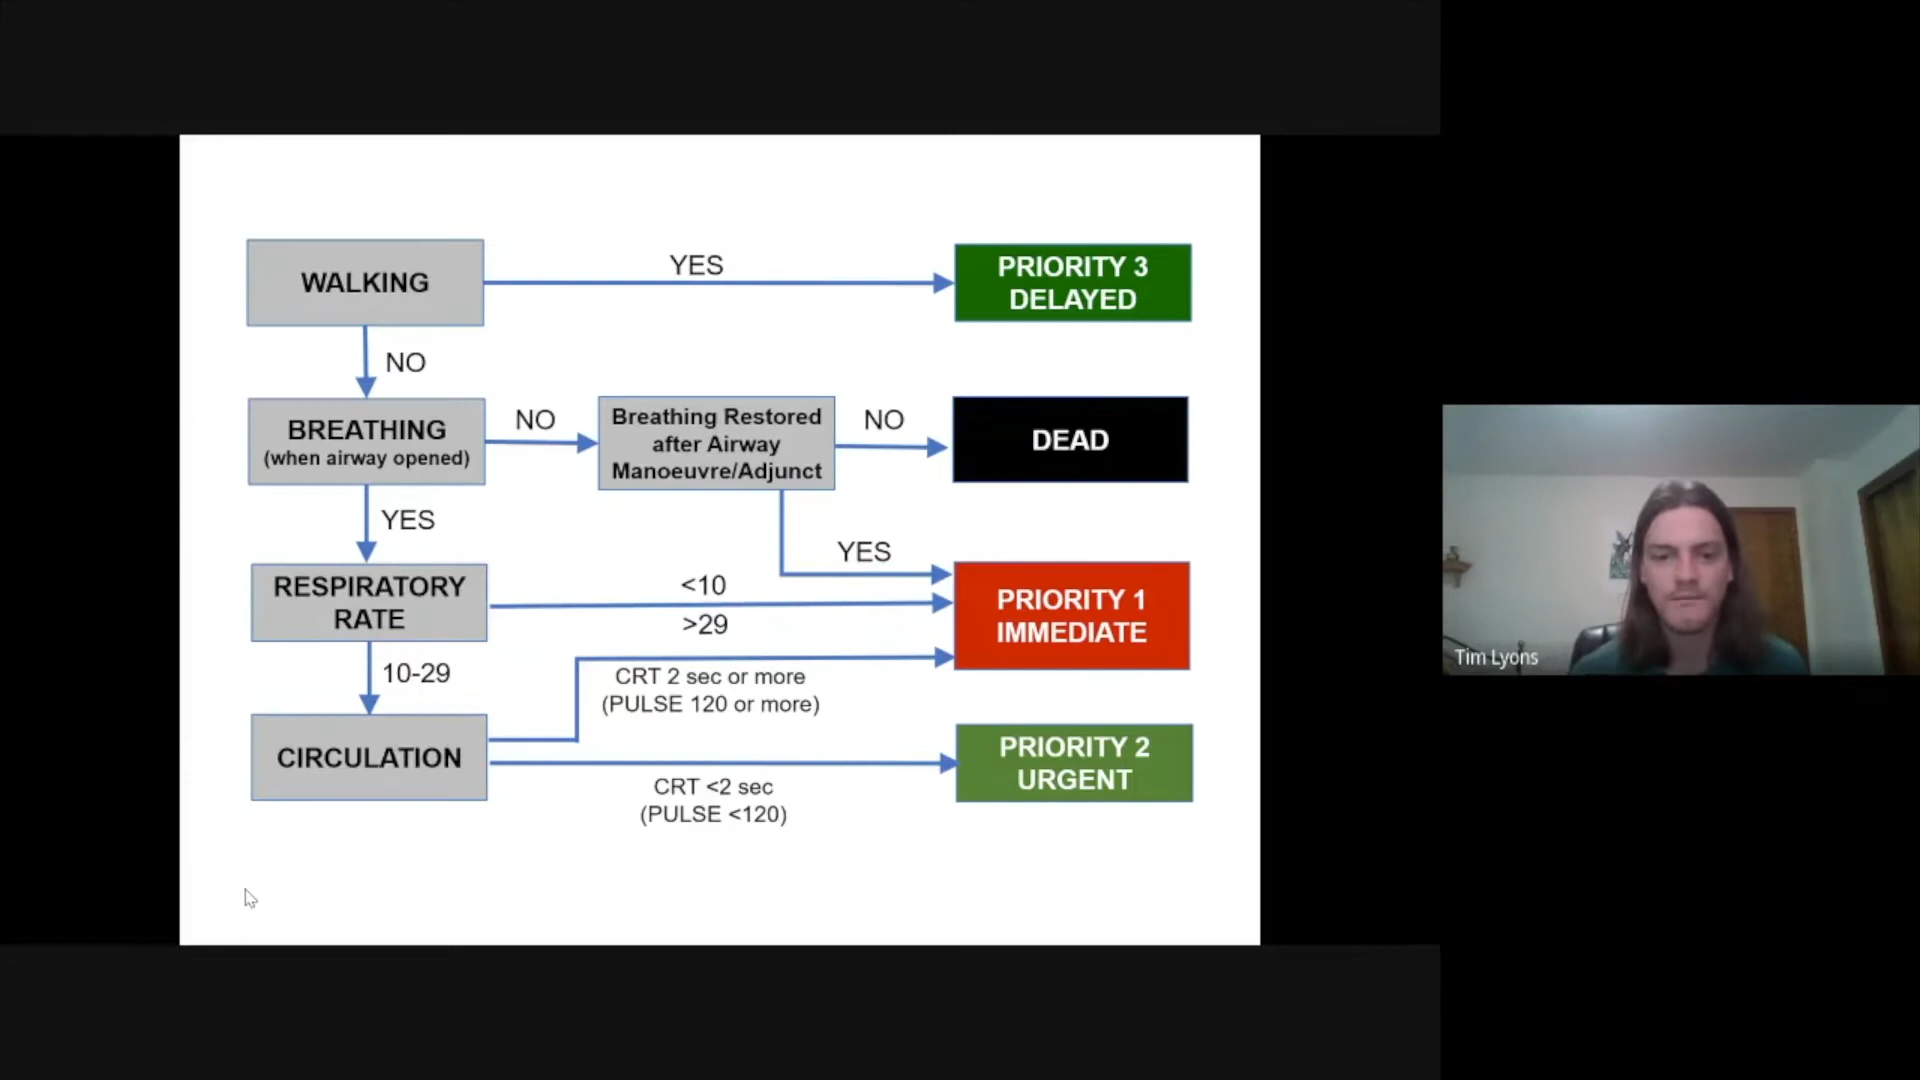 WALKING
YES
PRIORITY 3
DELAYED
NO
BREATHING
(when airway opened)
NO
Breathing Restored
after Airway
Manoeuvre/Adjunct
NO
DEAD
YES
YES
RESPIRATORY
RATE
<10
>29
PRIORITY 1
IMMEDIATE
10-29
CRT 2 sec or more
(PULSE 120 or more)
CIRCULATION
CRT <2 sec
(PULSE <120)
PRIORITY 2
URGENT
Tim Lyons